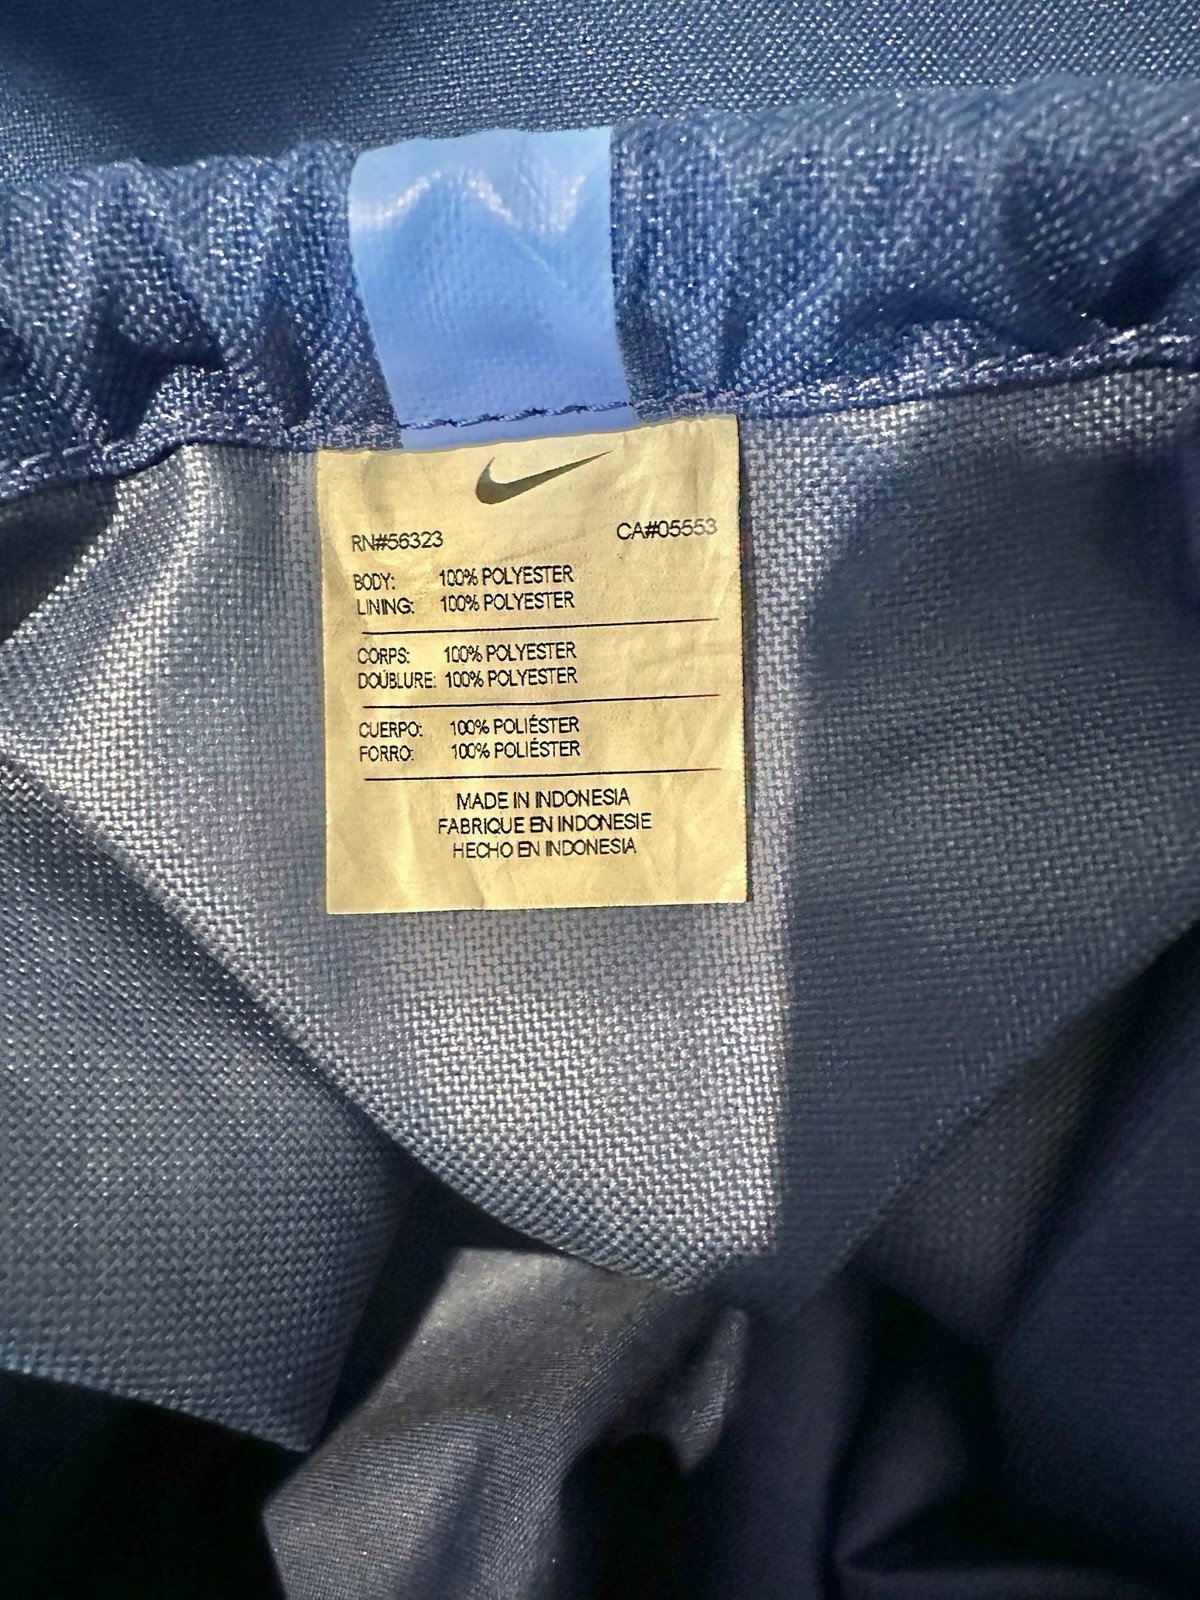 RN#56323 CA#05553
BODY: 100% POLYESTER
LINING: 100% POLYESTER
CORPS: 100% POLYESTER
DOUBLURE: 100% POLYESTER
CUERPO: 100% POLIÉSTER
FORRO: 100% POLIÉSTER
MADE IN INDONESIA
FABRIQUE EN INDONESIE
HECHO EN INDONESIA